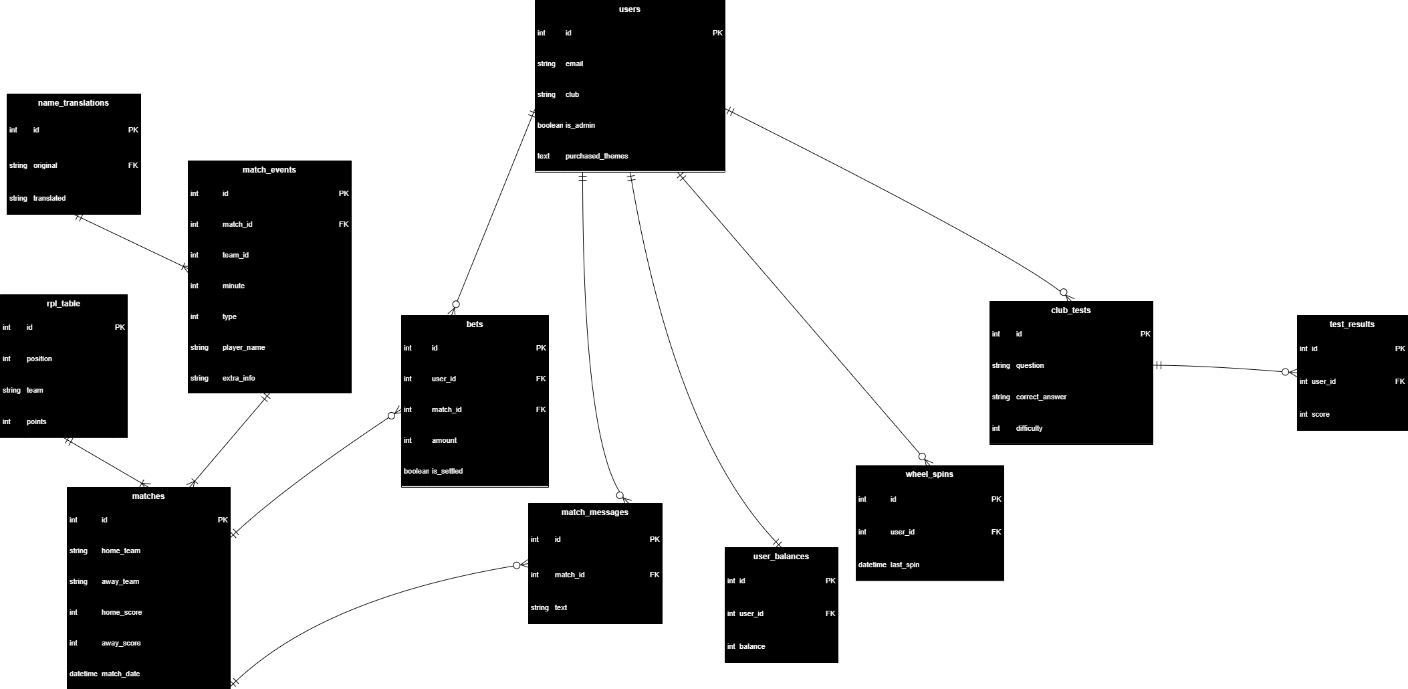 users
int id PK
string email
string club
boolean is_admin
text purchased_themes
name_translations
int id PK
string original FK
string translated
match_events
int id PK
int match_id FK
int team_id
int minute
int type
string player_name
string extra_info
rpl_table
int id PK
int position
string team
int points
bets
int id PK
int user_id FK
int match_id FK
int amount
boolean is_settled
club_tests
int id PK
string question
string correct_answer
int difficulty
test_results
int id PK
int user_id FK
int score
matches
int id PK
string home_team
string away_team
int home_score
int away_score
datetime match_date
match_messages
int id PK
int match_id FK
string text
user_balances
int id PK
int user_id FK
int balance
wheel_spins
int id PK
int user_id FK
datetime last_spin